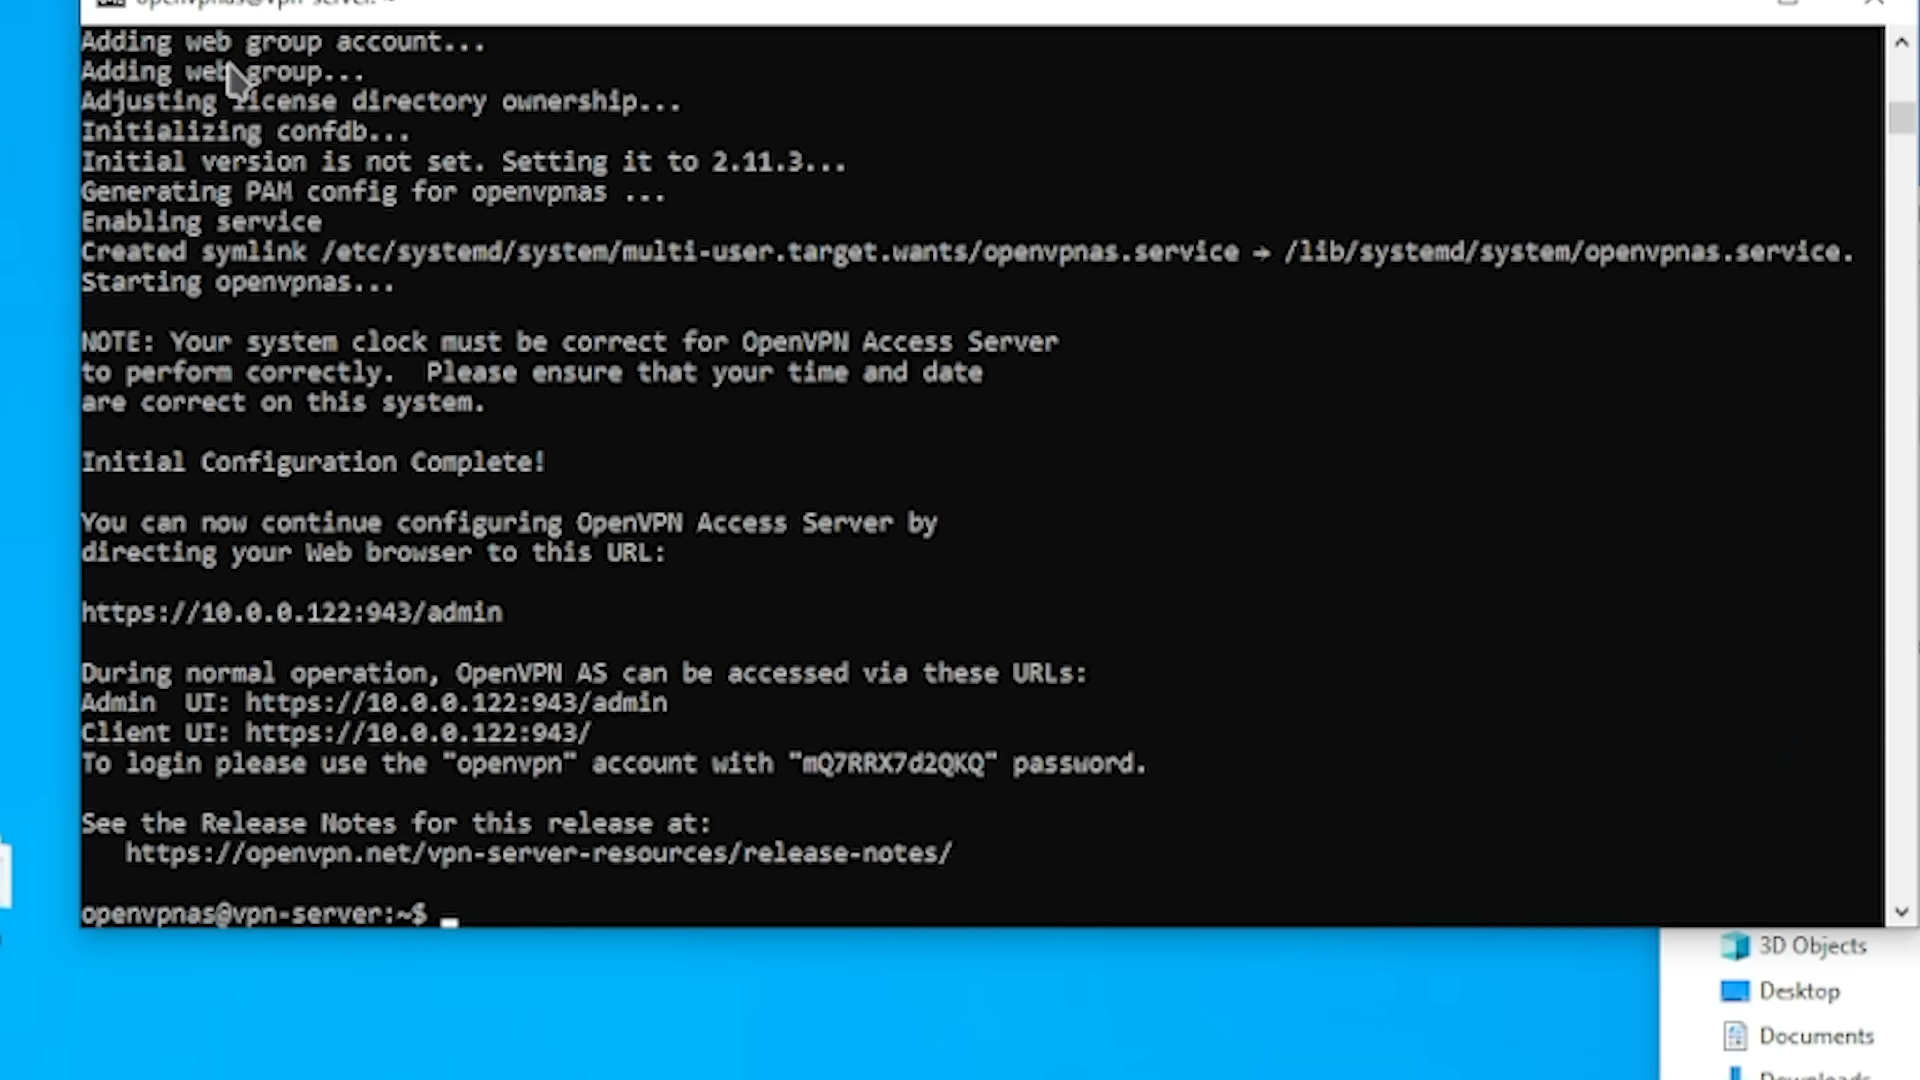 Adding web group account...
Adding web group...
Adjusting license directory ownership...
Initializing confdb...
Initial version is not set. Setting it to 2.11.3...
Generating PAM config for openvpnas ...
Enabling service
Created symlink /etc/systemd/system/multi-user.target.wants/openvpnas.service → /lib/systemd/system/openvpnas.service.
Starting openvpnas...
NOTE: Your system clock must be correct for OpenVPN Access Server
to perform correctly.  Please ensure that your time and date
are correct on this system.
Initial Configuration Complete!
You can now continue configuring OpenVPN Access Server by
directing your Web browser to this URL:
https://10.0.0.122:943/admin
During normal operation, OpenVPN AS can be accessed via these URLs:
Admin  UI: https://10.0.0.122:943/admin
Client UI: https://10.0.0.122:943/
To login please use the "openvpn" account with "mQ7RRX7d2QKQ" password.
See the Release Notes for this release at:
https://openvpn.net/vpn-server-resources/release-notes/
openvpnas@vpn-server:~$
3D Objects
Desktop
Documents